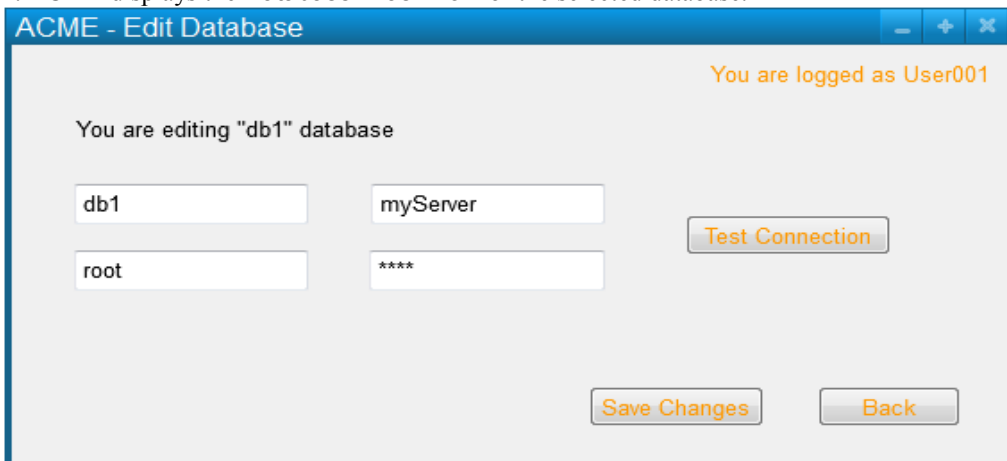 ACME - Edit Database
You are logged as User001
You are editing "db1" database
db1 myServer
Test Connection
root ****
Save Changes Back